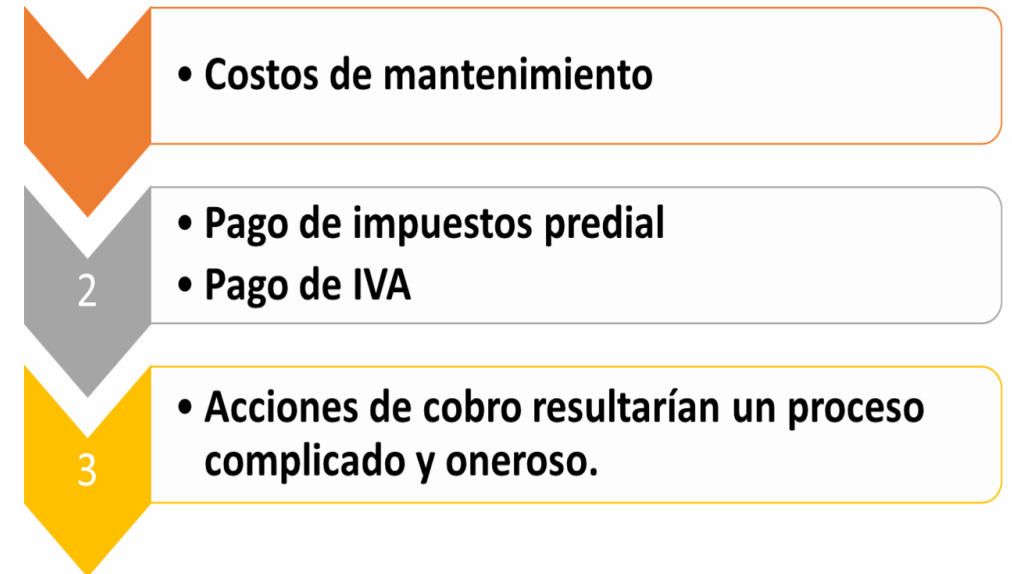 • Costos de mantenimiento
2
• Pago de impuestos predial
• Pago de IVA
3
• Acciones de cobro resultarían un proceso
complicado y oneroso.